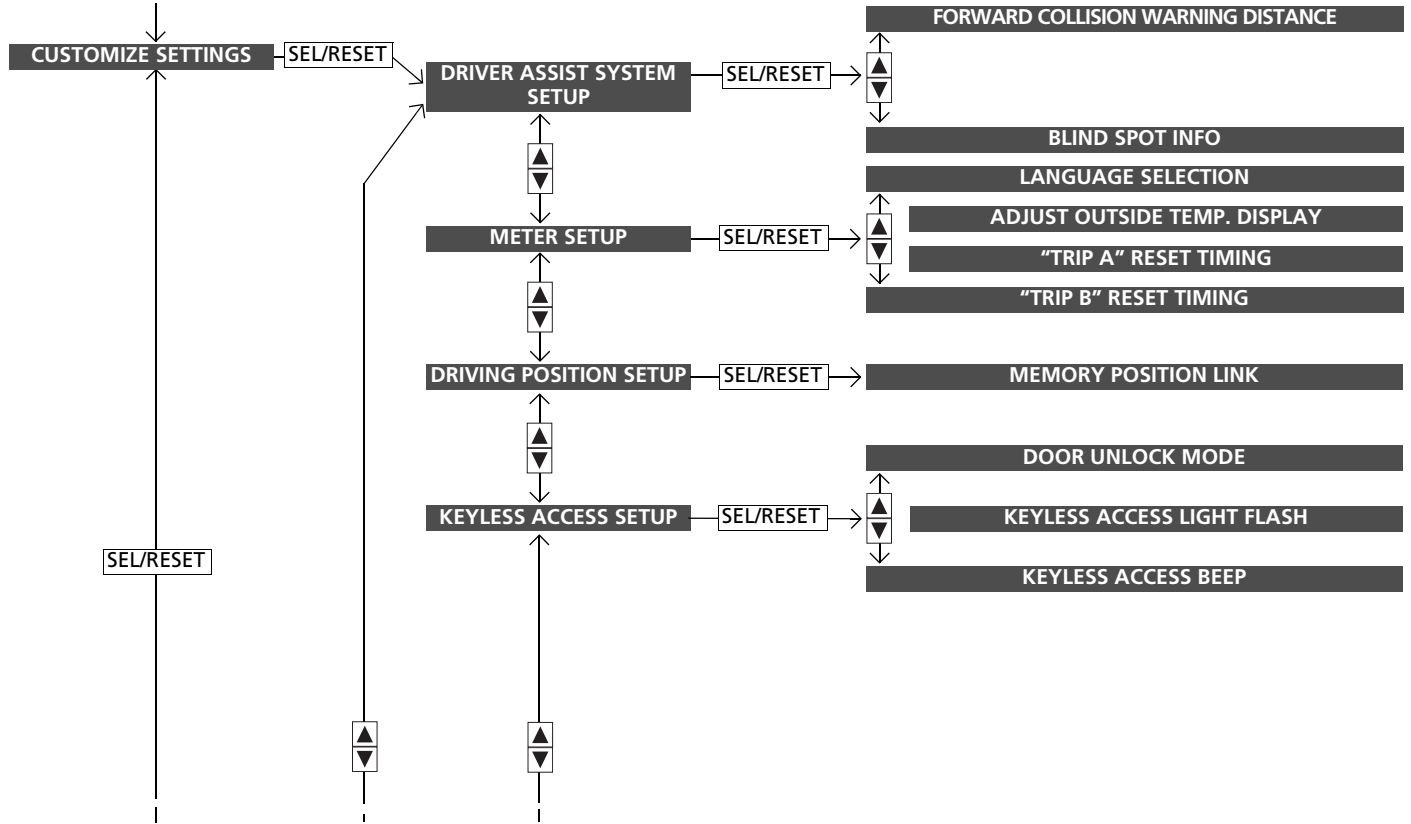 FORWARD COLLISION WARNING DISTANCE
CUSTOMIZE SETTINGS
SEL/RESET
DRIVER ASSIST SYSTEM
SETUP
SEL/RESET
BLIND SPOT INFO
LANGUAGE SELECTION
ADJUST OUTSIDE TEMP. DISPLAY
METER SETUP
SEL/RESET
“TRIP A” RESET TIMING
“TRIP B” RESET TIMING
DRIVING POSITION SETUP
SEL/RESET
MEMORY POSITION LINK
DOOR UNLOCK MODE
KEYLESS ACCESS SETUP
SEL/RESET
KEYLESS ACCESS LIGHT FLASH
SEL/RESET
KEYLESS ACCESS BEEP